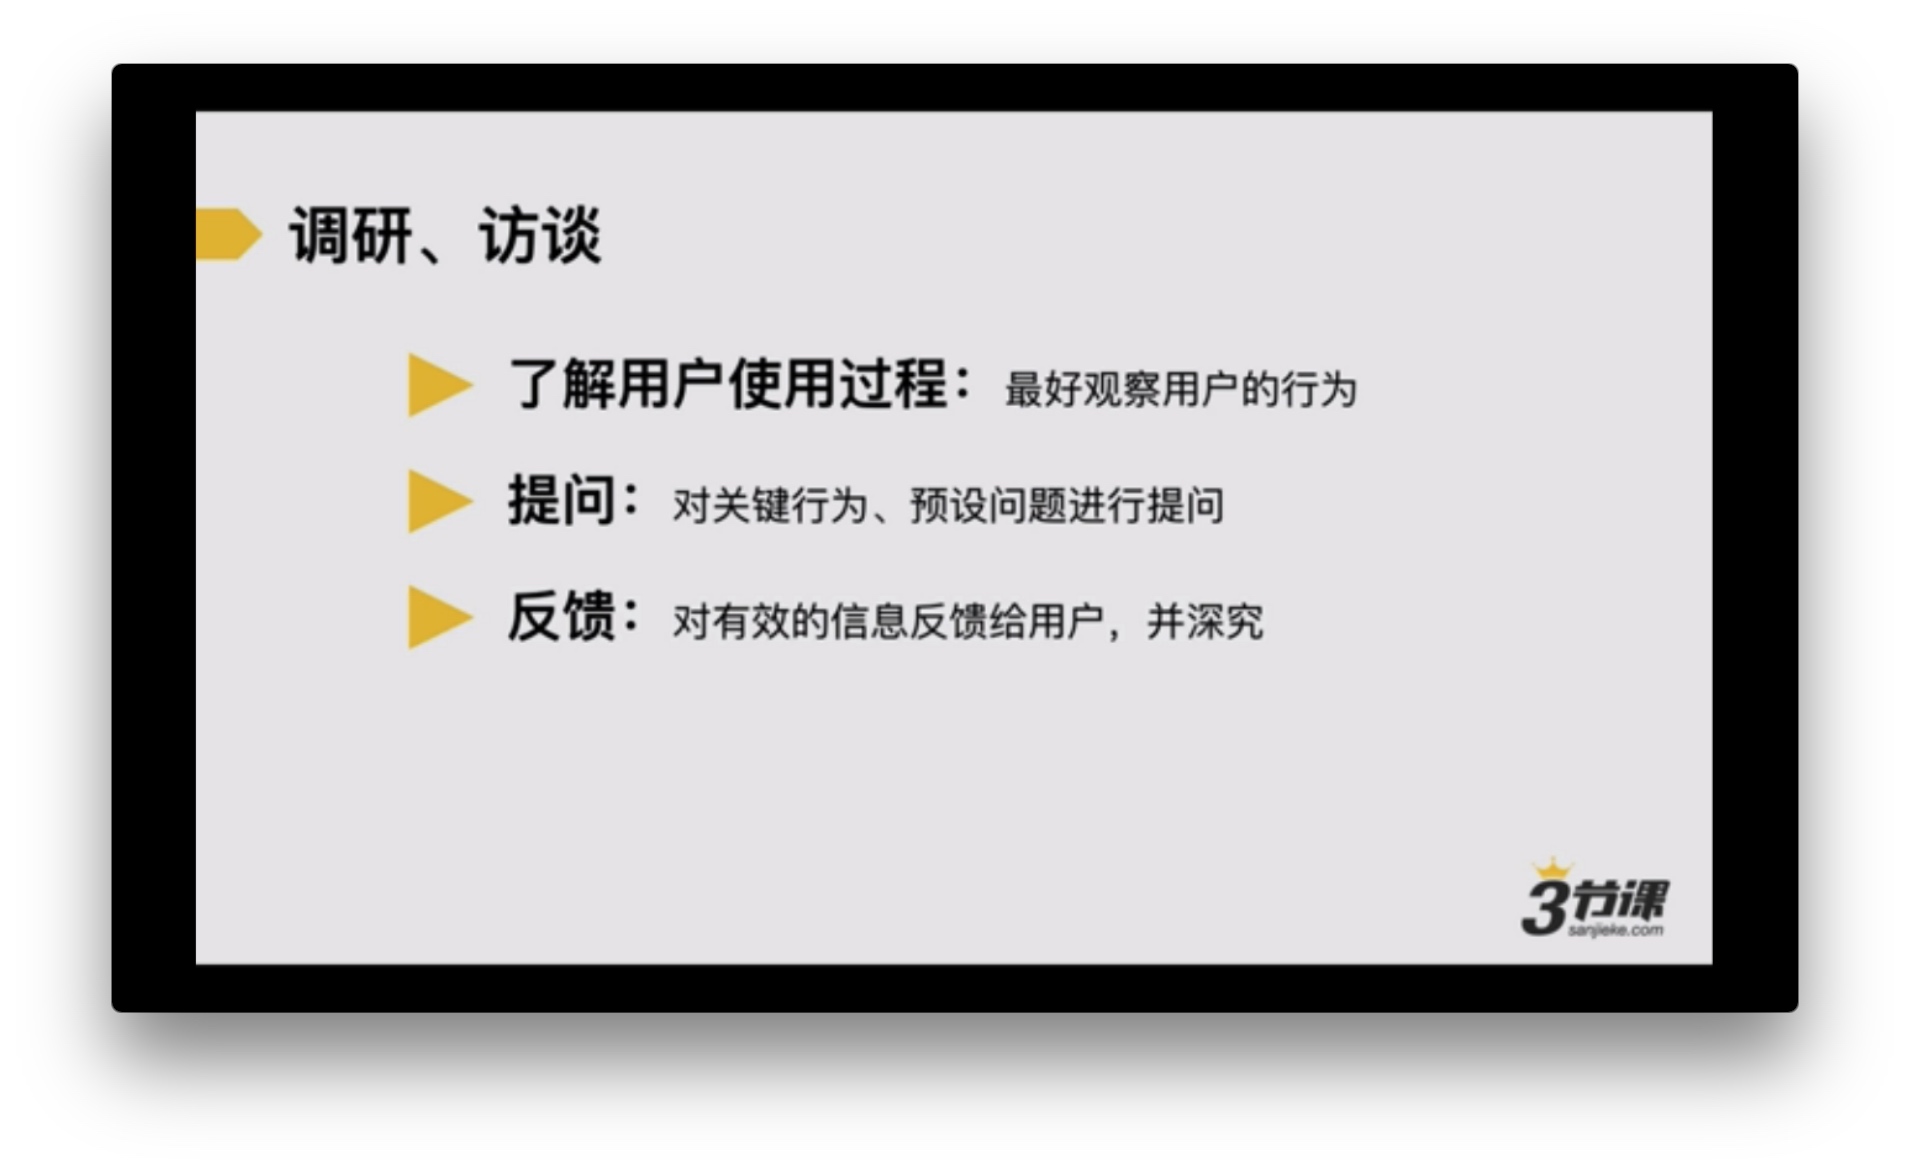 调研、访谈
了解用户使用过程：最好观察用户的行为
提问：对关键行为、预设问题进行提问
反馈：对有效的信息反馈给用户，并深究
3节课
sanjieke.com